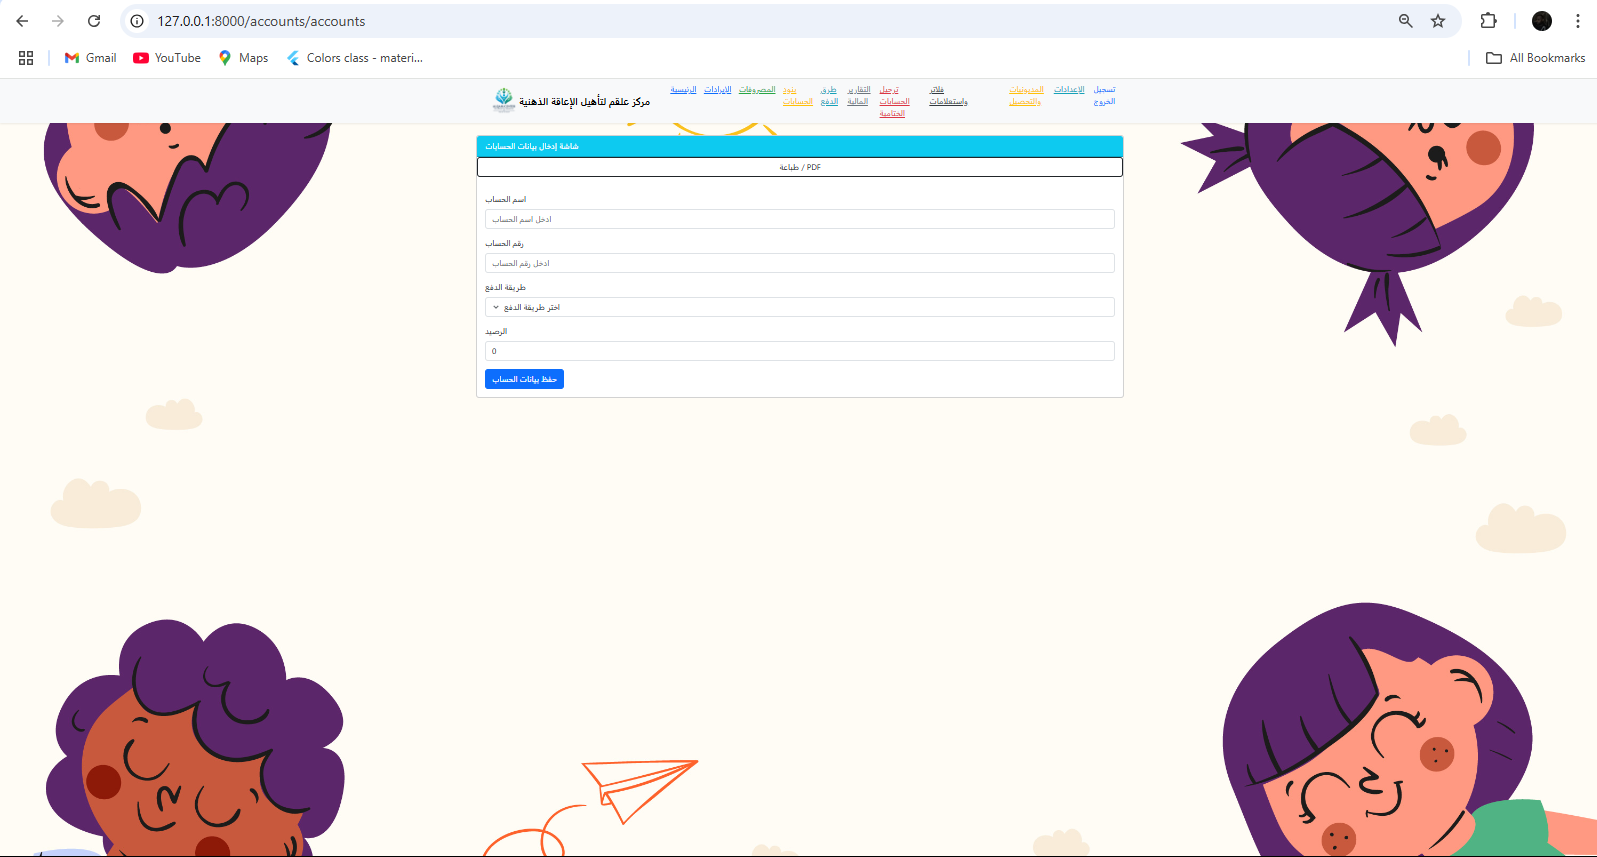 127.0.0.1:8000/accounts/accounts
Gmail
YouTube
Maps
Colors class - materi...
All Bookmarks
مركز علقم لتأهيل الإعاقة الذهنية
الرئيسية
الايرادات
المصروفات
بنود الحسابات
طرق الدفع
التقارير المالية
ترحيل الحسابات الختامية
فلاتر واستعلامات
المديونيات والتحصيل
الاعدادات
تسجيل الخروج
شاشة إدخال بيانات الحسابات
طباعة / PDF
اسم الحساب
ادخل اسم الحساب
رقم الحساب
ادخل رقم الحساب
طريقة الدفع
اختر طريقة الدفع
الرصيد
0
حفظ بيانات الحساب